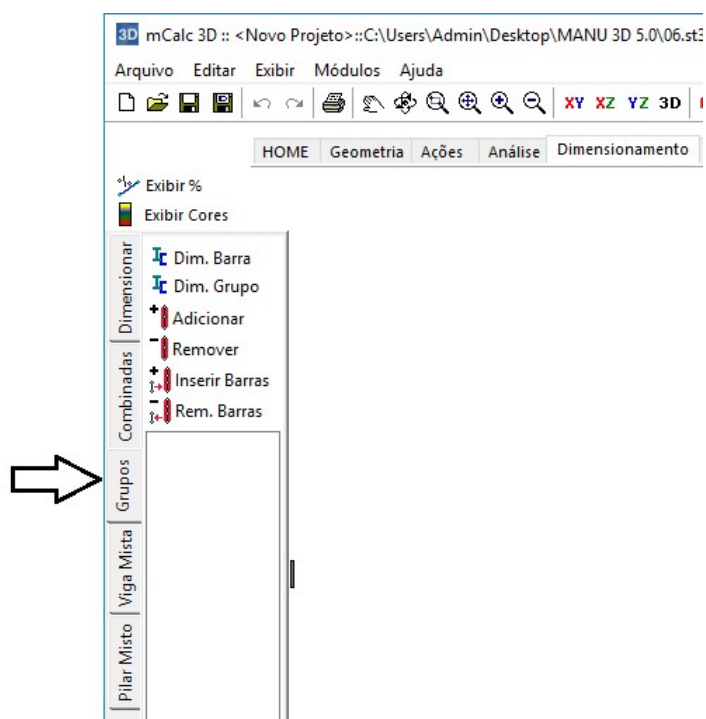 3D mCalc 3D :: <Novo Projeto>::C:\Users\Admin\Desktop\MANU 3D 5.0\06.st3
Arquivo Editar Exibir Módulos Ajuda
XY XZ YZ 3D
HOME Geometria Ações Análise Dimensionamento
Exibir %
Exibir Cores
Dimensionar
Combinadas
Grupos
Viga Mista
Pilar Misto
Dim. Barra
Dim. Grupo
Adicionar
Remover
Inserir Barras
Rem. Barras